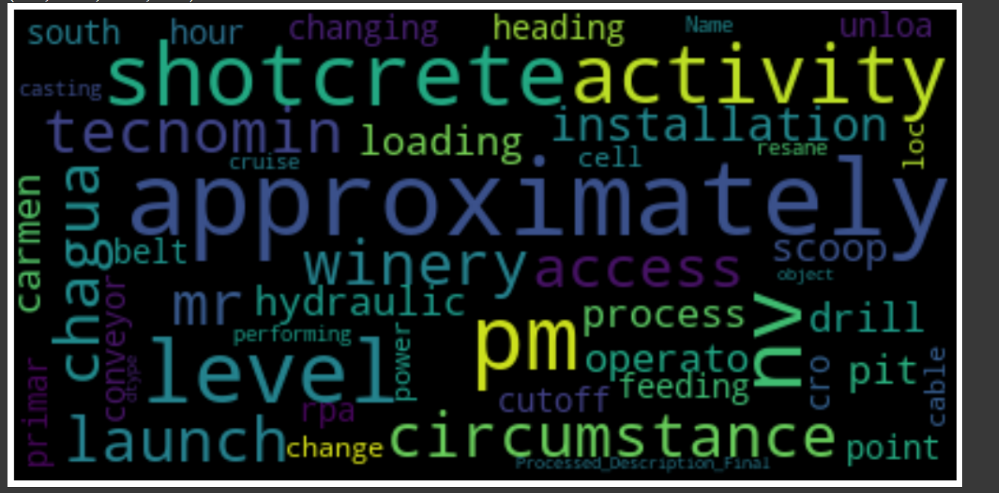 south hour changing heading Name unloa
casting shotcrete activity
tecnomin loading installation
cruise cell resane loc
carmen chagua approximately
belt winery access scoop
object
conveyor mr hydraulic process nv drill
performing power pm operato
primar dtype level feeding cro pit cable
rpa cutoff
launch change circumstance point
Processed_Description_Final